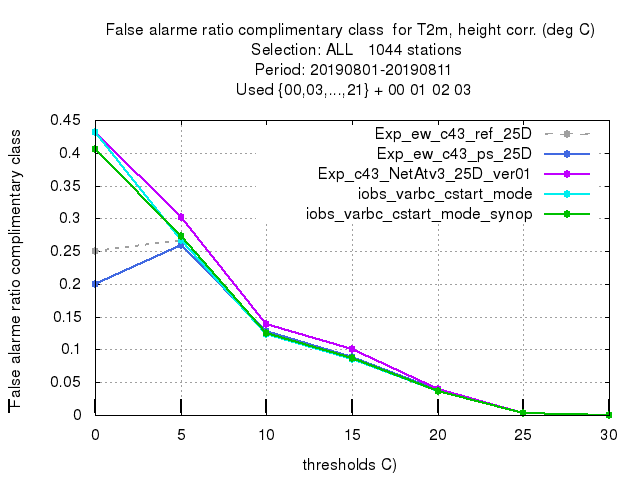 False alarme ratio complimentary class  for T2m, height corr. (deg C)
Selection: ALL   1044 stations
Period: 20190801-20190811
Used {00,03,...,21} + 00 01 02 03
False alarme ratio complimentary class
0.45
0.4
0.35
0.3
0.25
0.2
0.15
0.1
0.05
0
Exp_ew_c43_ref_25D
Exp_ew_c43_ps_25D
Exp_c43_NetAtv3_25D_ver01
iobs_varbc_cstart_mode
iobs_varbc_cstart_mode_synop
0 5 10 15 20 25 30
thresholds C)